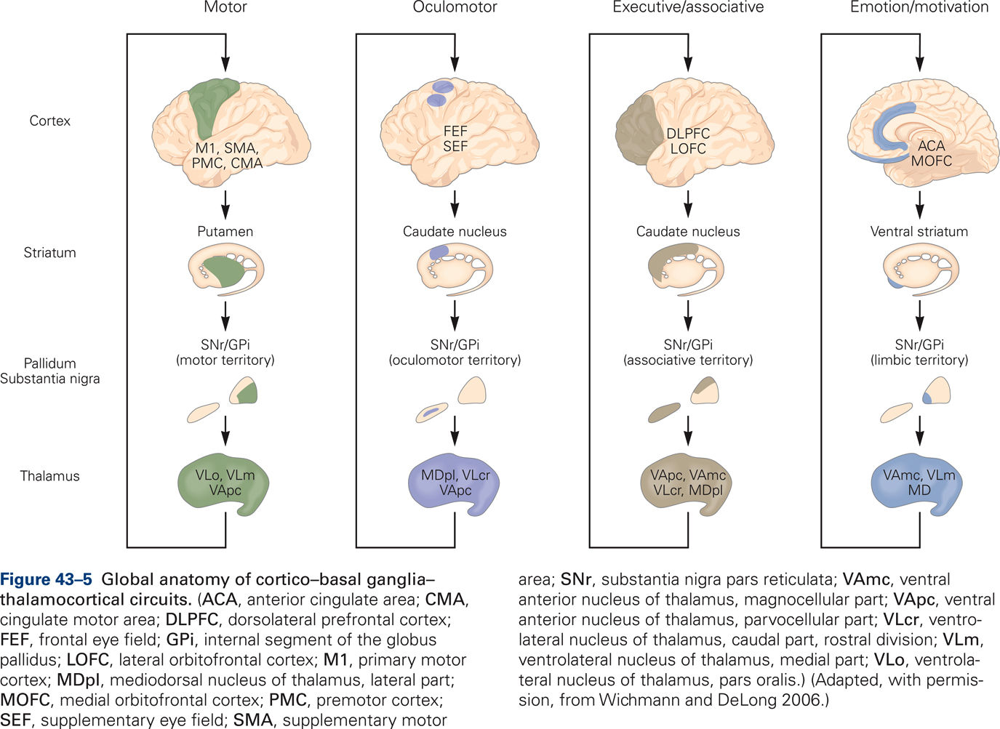 Motor
Oculomotor
Executive/associative
Emotion/motivation
Cortex
M1, SMA,
PMC, CMA
FEF
SEF
DLPFC
LOFC
ACA
MOFC
Striatum
Putamen
Caudate nucleus
Caudate nucleus
Ventral striatum
Pallidum
Substantia nigra
SNr/GPi
(motor territory)
SNr/GPi
(oculomotor territory)
SNr/GPi
(associative territory)
SNr/GPi
(limbic territory)
Thalamus
VLo, VLm
VApc
MDpl, VLcr
VApc
VApc, VAmc
VLcr, MDpl
VAmc, VLm
MD
Figure 43–5 Global anatomy of cortico–basal ganglia–
thalamocortical circuits. (ACA, anterior cingulate area; CMA,
cingulate motor area; DLPFC, dorsolateral prefrontal cortex;
FEF, frontal eye field; GPi, internal segment of the globus
pallidus; LOFC, lateral orbitofrontal cortex; M1, primary motor
cortex; MDpl, mediodorsal nucleus of thalamus, lateral part;
MOFC, medial orbitofrontal cortex; PMC, premotor cortex;
SEF, supplementary eye field; SMA, supplementary motor
area; SNr, substantia nigra pars reticulata; VAmc, ventral
anterior nucleus of thalamus, magnocellular part; VApc, ventral
anterior nucleus of thalamus, parvocellular part; VLcr, ventro-
lateral nucleus of thalamus, caudal part, rostral division; VLm,
ventrolateral nucleus of thalamus, medial part; VLo, ventrola-
teral nucleus of thalamus, pars oralis.) (Adapted, with permis-
sion, from Wichmann and DeLong 2006.)